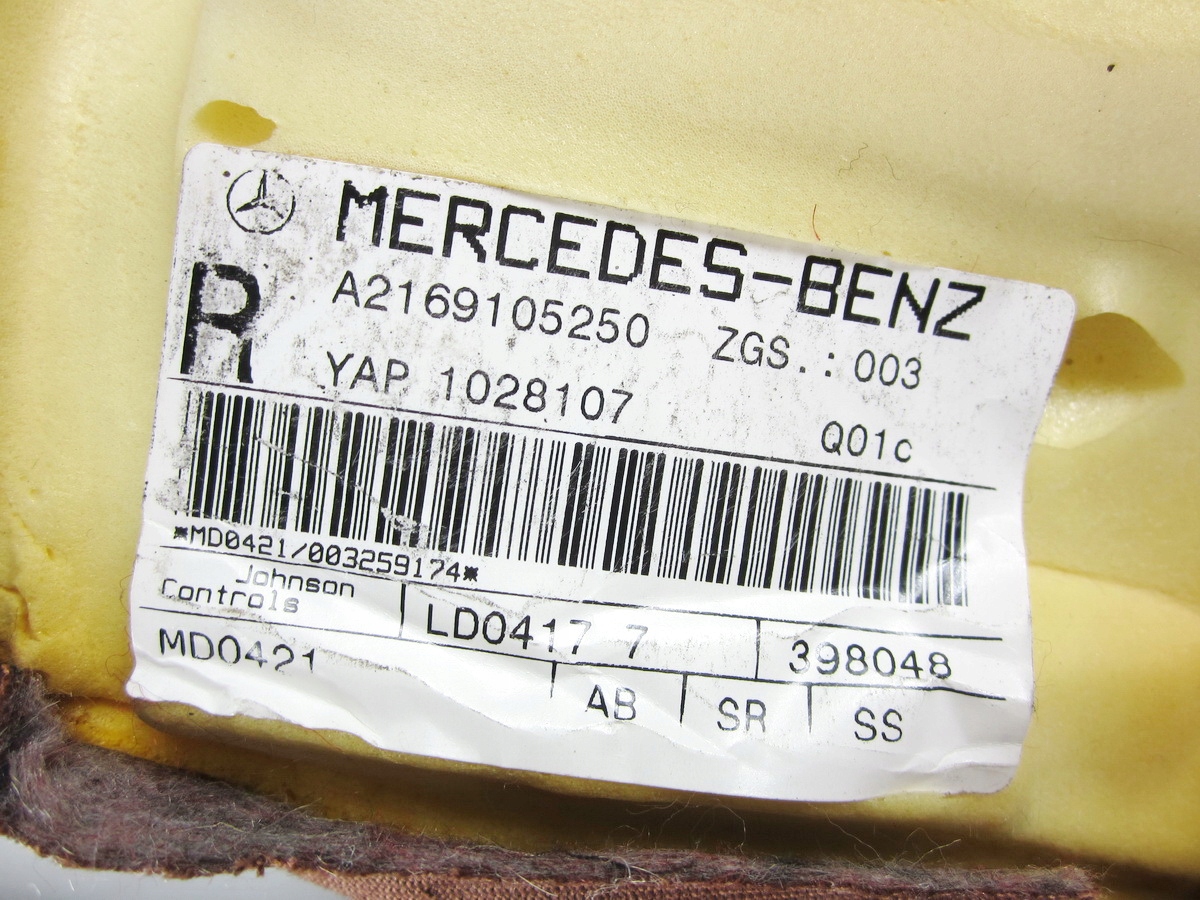 MERCEDES-BENZ
R
A2169105250 ZGS.: 003
YAP 1028107 Q01c
*MD0421/003259174*
Johnson
Controls
LD0417 7
398048
MD0421
AB SR SS